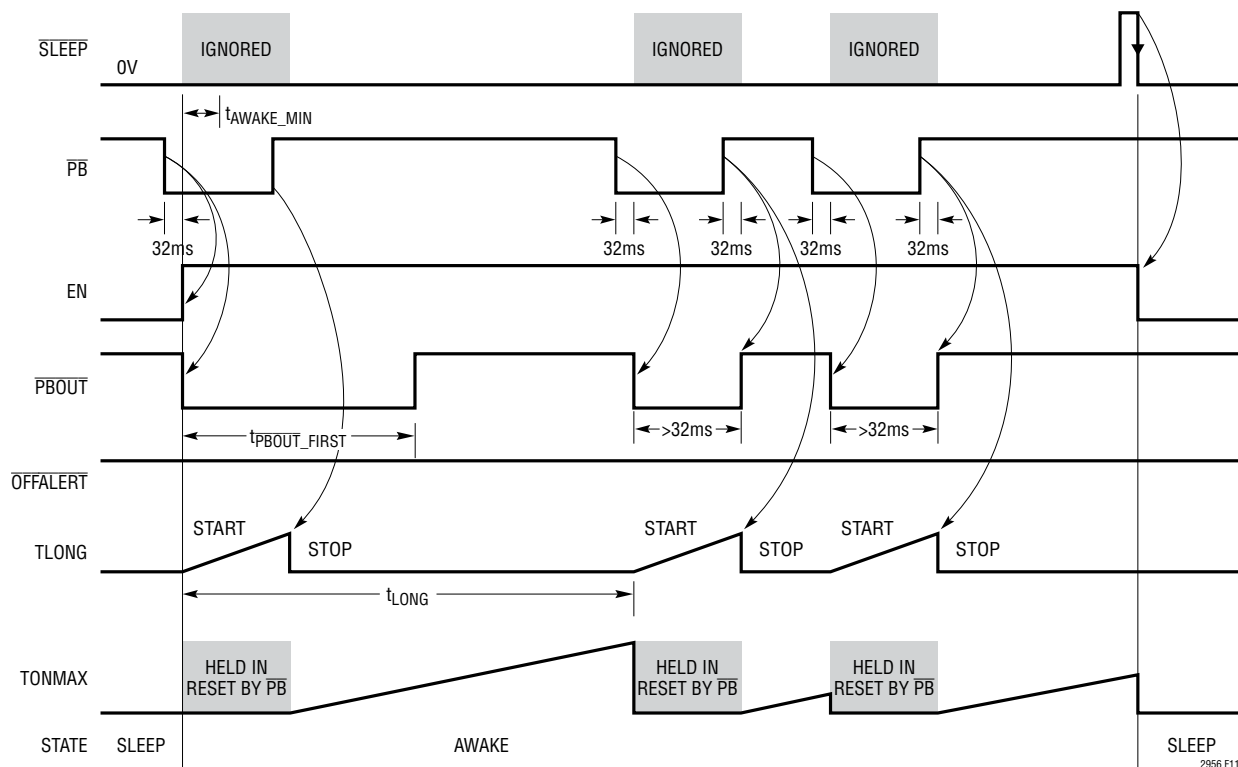 SLEEP
0V
IGNORED
IGNORED
IGNORED
tAWAKE_MIN
PB
32ms
32ms
32ms
32ms
32ms
EN
PBOUT
tPBOUT_FIRST
>32ms
>32ms
OFFALERT
TLONG
START
STOP
START
STOP
START
STOP
tLONG
TONMAX
HELD IN
RESET BY PB
HELD IN
RESET BY PB
HELD IN
RESET BY PB
STATE
SLEEP
AWAKE
SLEEP
2956 F11